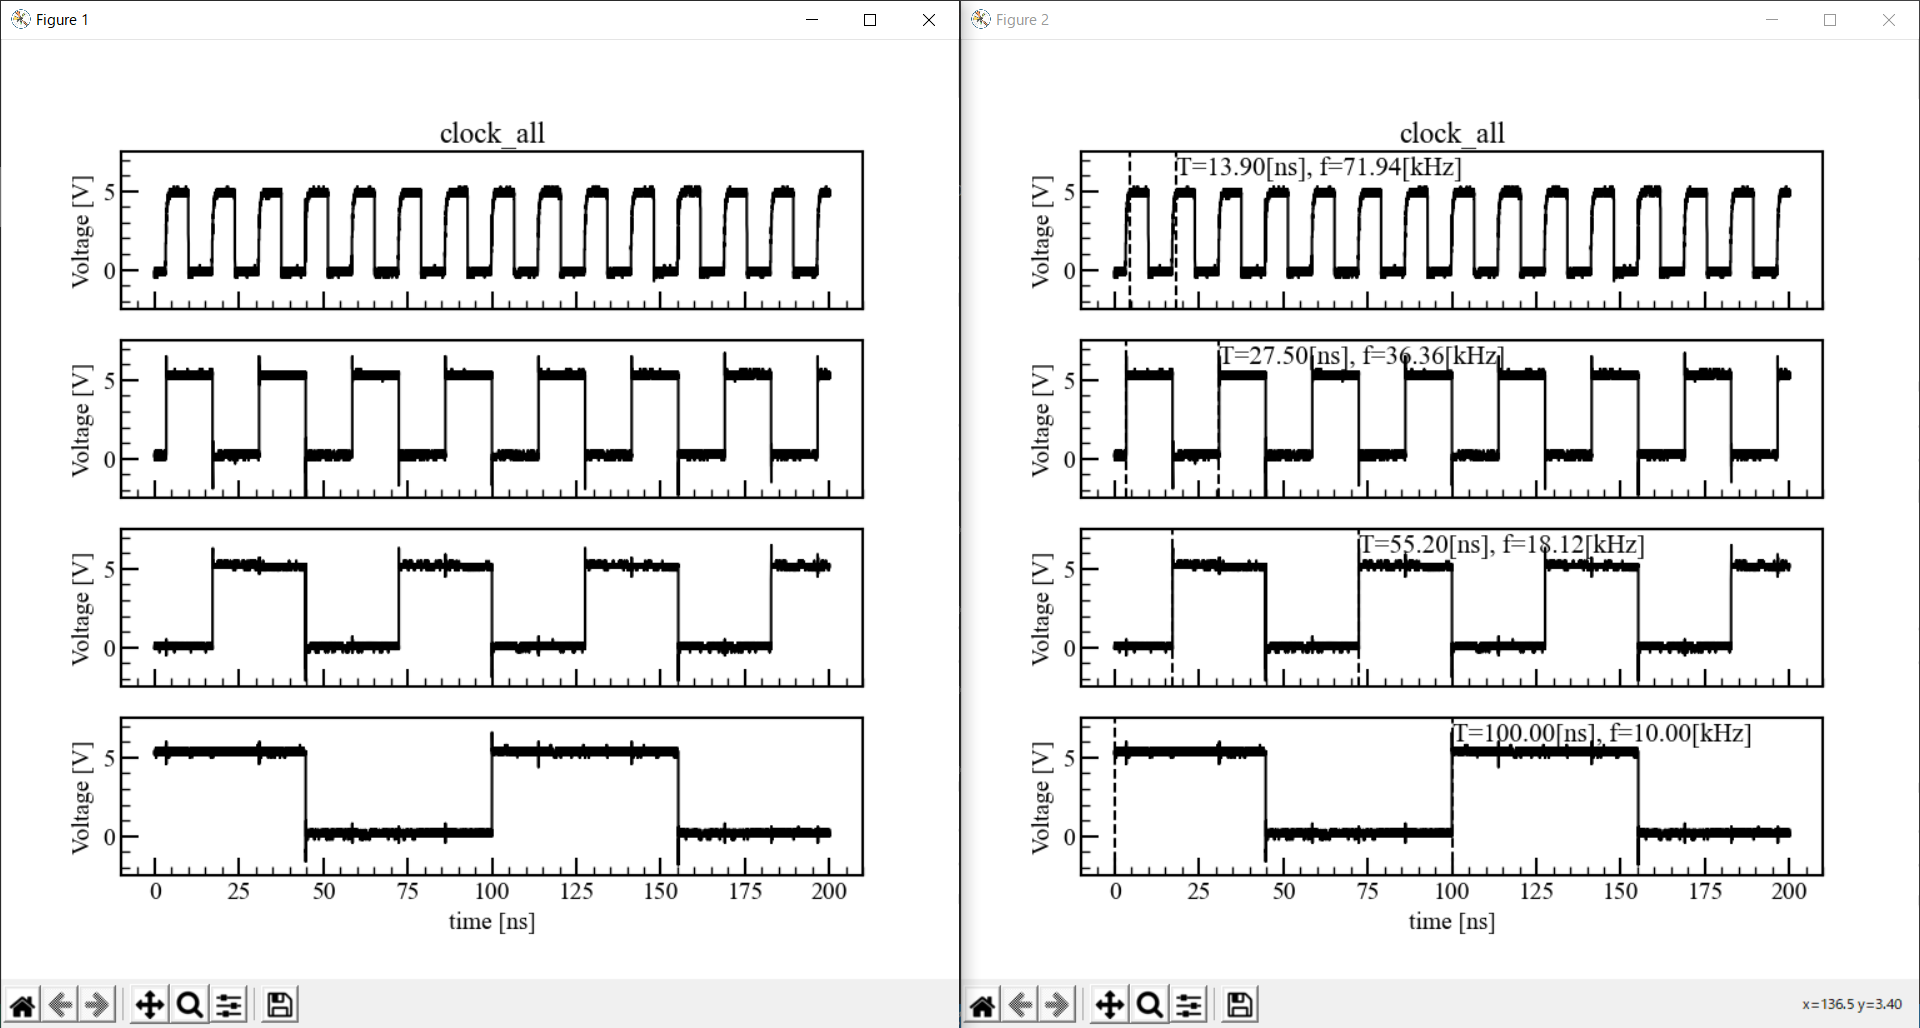 Figure 1
clock_all
Voltage [V]
5
0
Voltage [V]
5
0
Voltage [V]
5
0
Voltage [V]
5
0
0 25 50 75 100 125 150 175 200
time [ns]
Figure 2
clock_all
T=13.90[ns], f=71.94[kHz]
Voltage [V]
5
0
T=27.50[ns], f=36.36[kHz]
Voltage [V]
5
0
T=55.20[ns], f=18.12[kHz]
Voltage [V]
5
0
T=100.00[ns], f=10.00[kHz]
Voltage [V]
5
0
0 25 50 75 100 125 150 175 200
time [ns]
x=136.5 y=3.40